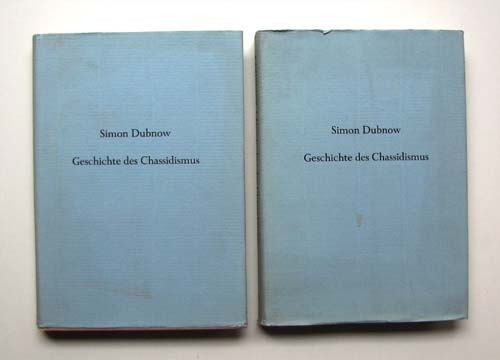 Simon Dubnow
Geschichte des Chassidismus
Simon Dubnow
Geschichte des Chassidismus